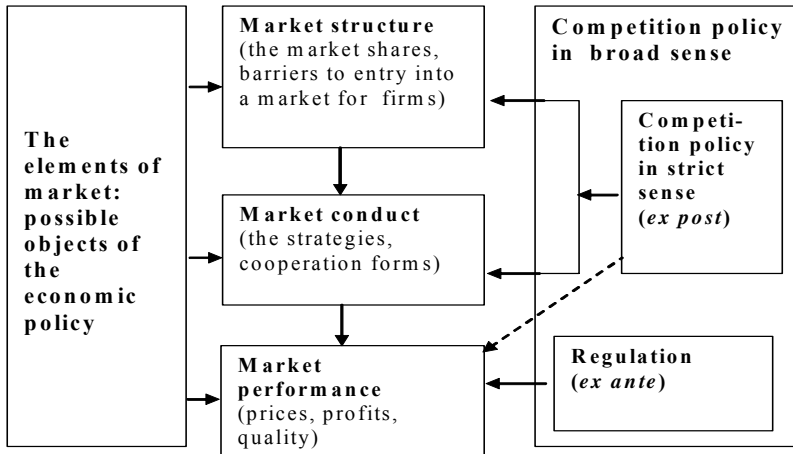 The
elements of
market:
possible
objects of
the
economic
policy
Market structure
(the market shares,
barriers to entry into
a market for firms)
Market conduct
(the strategies,
cooperation forms)
Market
performance
(prices, profits,
quality)
Competition policy
in broad sense
Competi-
tion policy
in strict
sense
(ex post)
Regulation
(ex ante)